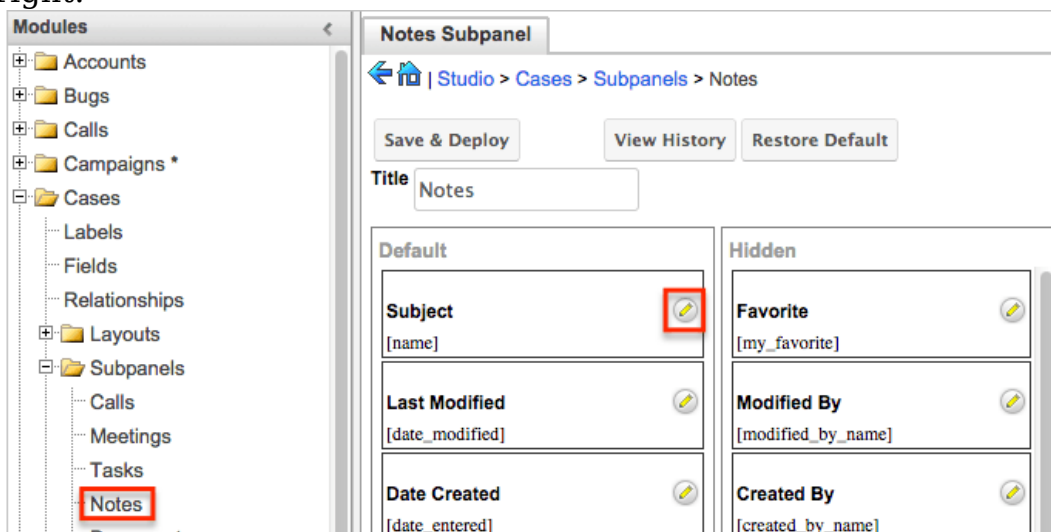 Modules
Accounts
Bugs
Calls
Campaigns *
Cases
Labels
Fields
Relationships
Layouts
Subpanels
Calls
Meetings
Tasks
Notes
Notes Subpanel
| Studio > Cases > Subpanels > Notes
Save & Deploy View History Restore Default
Title Notes
Default
Subject
[name]
Last Modified
[date_modified]
Date Created
[date_entered]
Hidden
Favorite
[my_favorite]
Modified By
[modified_by_name]
Created By
[created_by_name]